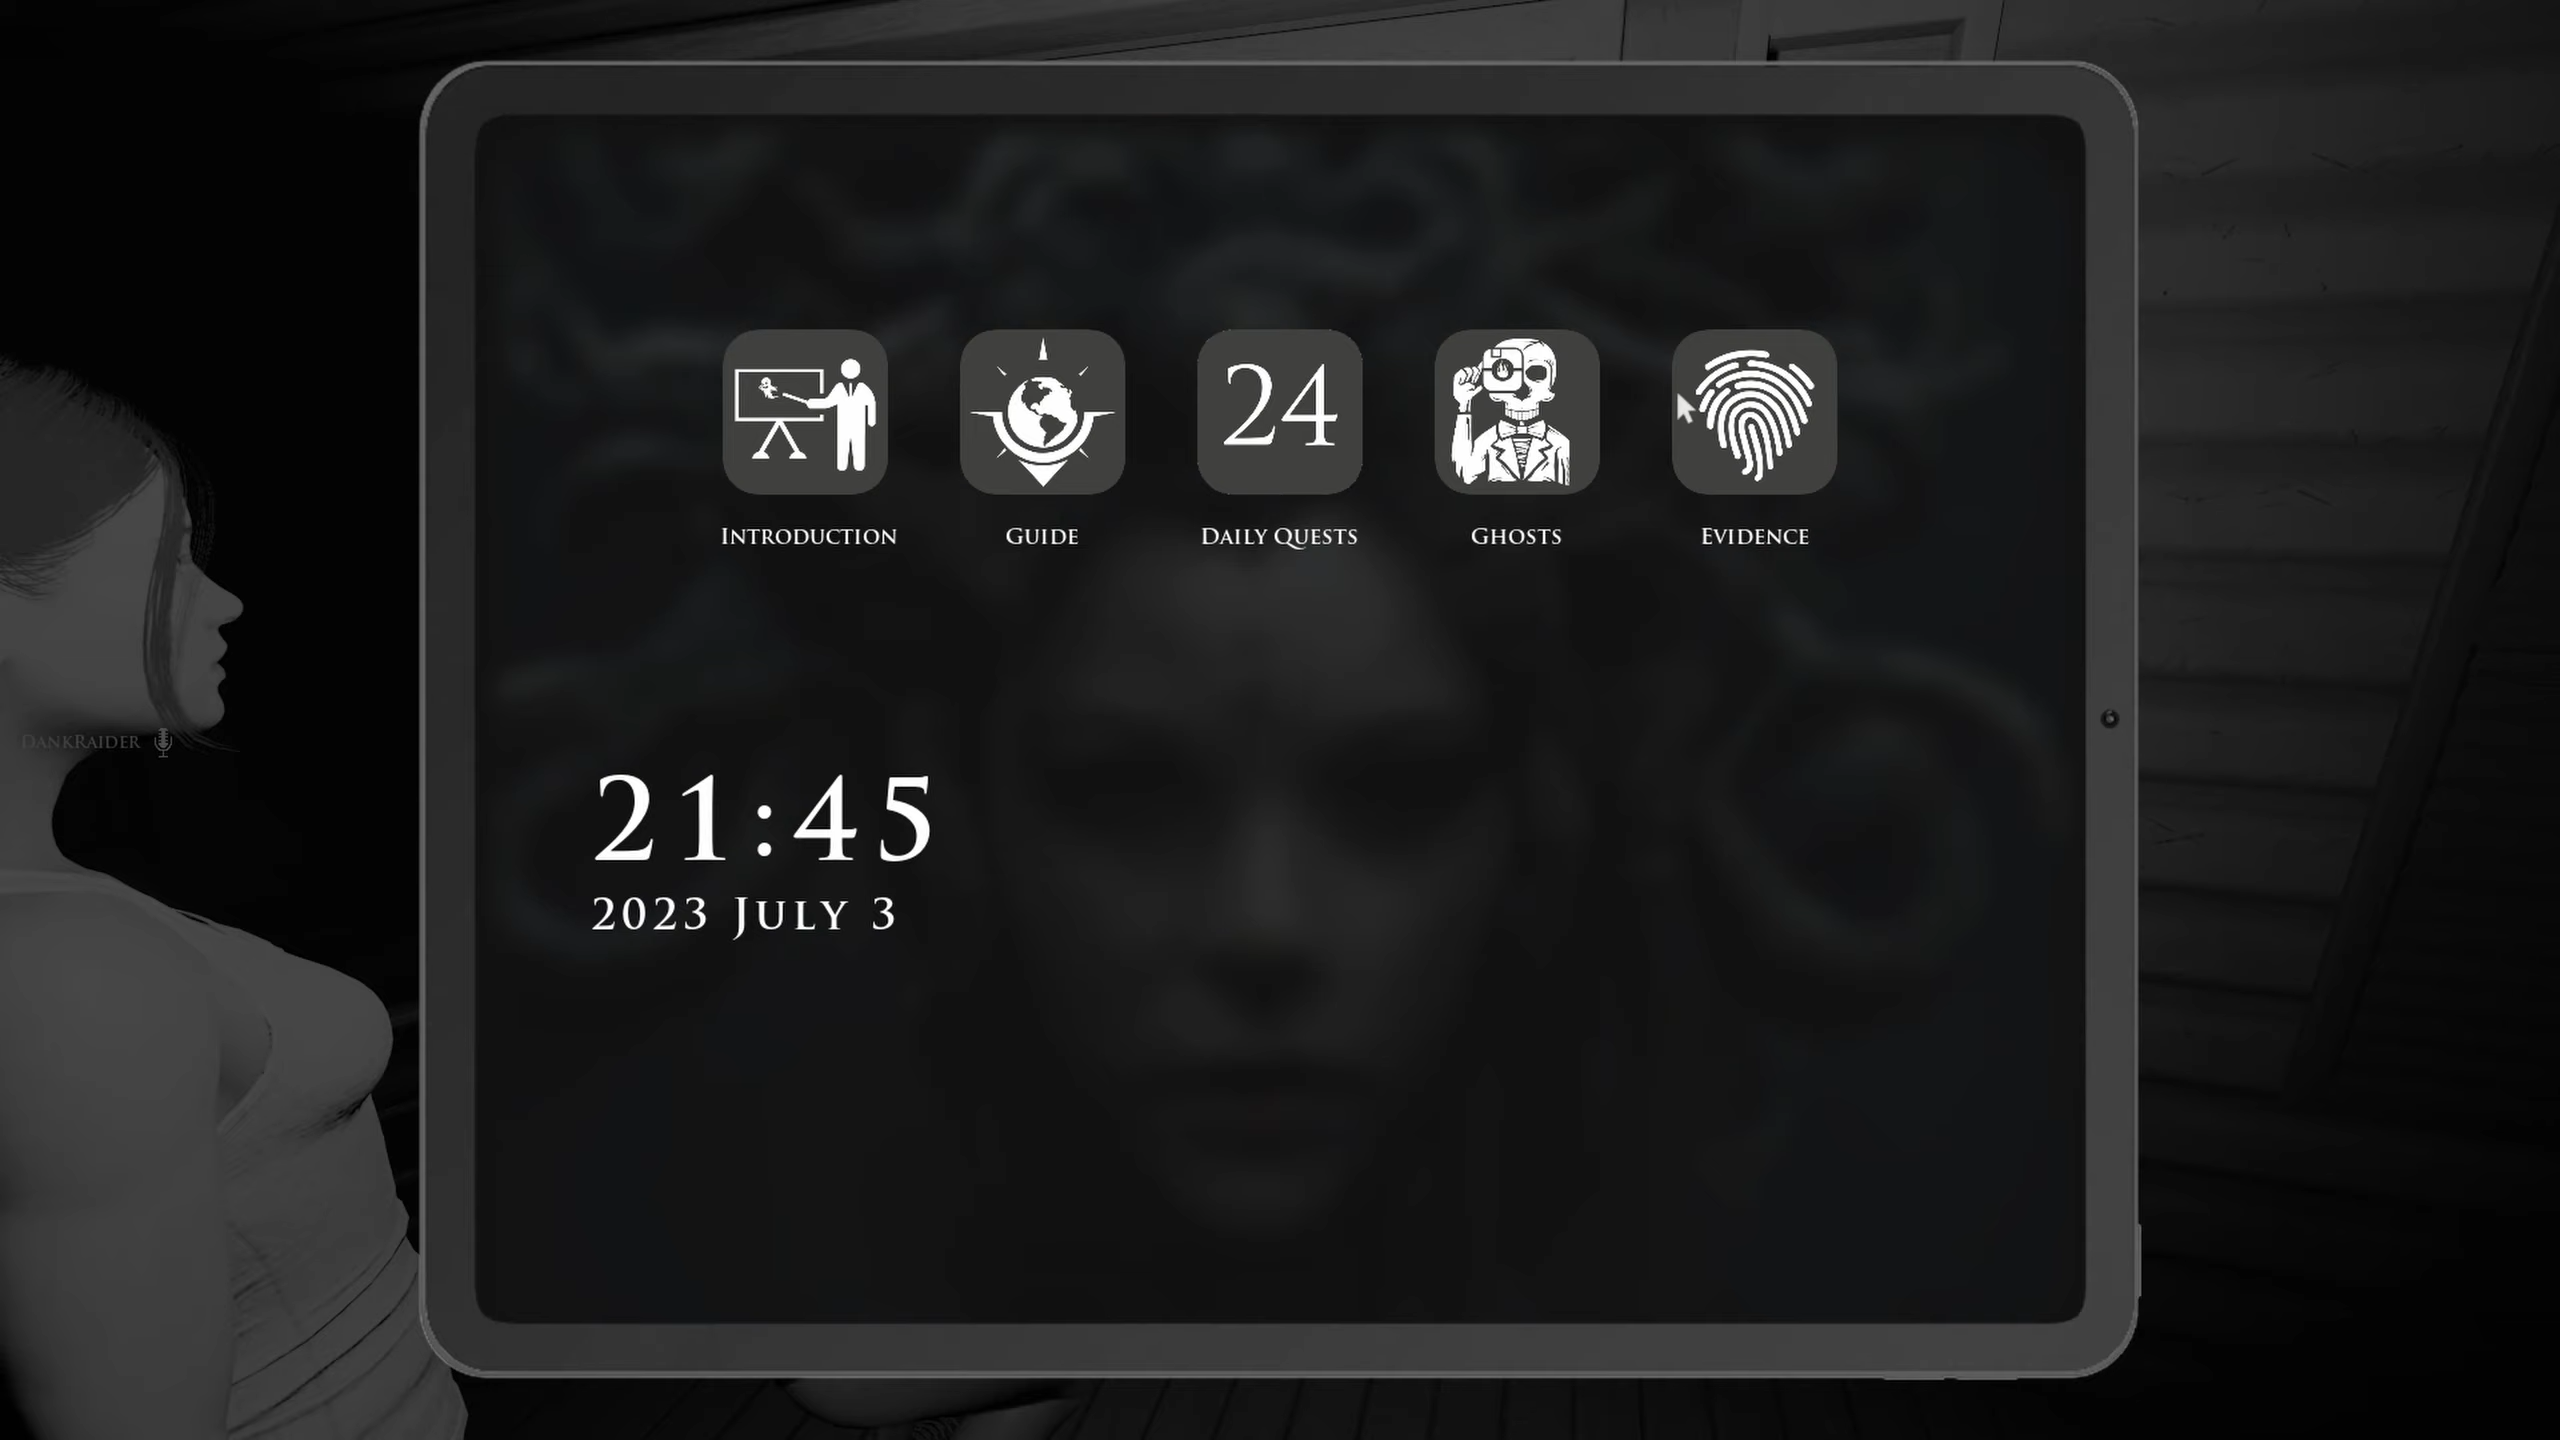 24
INTRODUCTION
GUIDE
DAILY QUESTS
GHOSTS
EVIDENCE
DANKRAIDER
21:45
2023 JULY 3